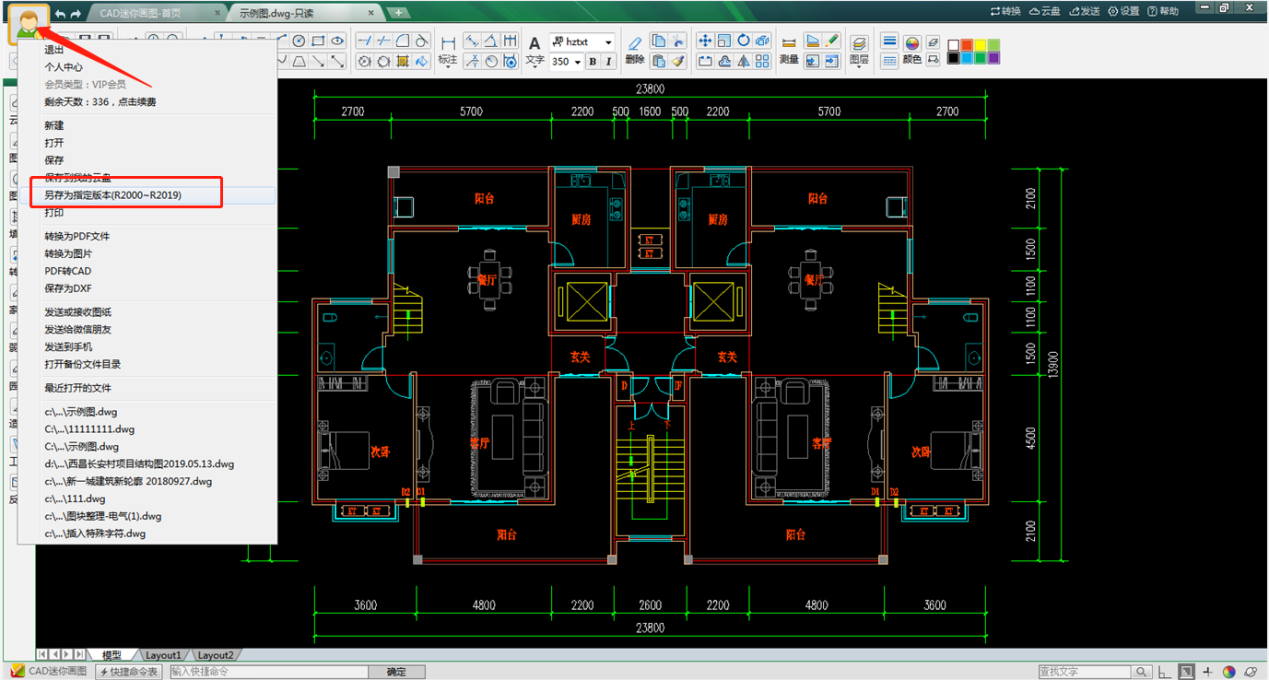 CAD迷你画图-首页
示例图.dwg-只读
转换 云盘 发送 设置 帮助
标注
A
文字
hztxt
350
B I
删除
测量
图层
颜色
退出
个人中心
会员类型：VIP会员
剩余天数：336，点击续费
新建
打开
保存
保存到我的云盘
另存为指定版本(R2000~R2019)
打印
转换为PDF文件
转换为图片
PDF转CAD
保存为DXF
发送或接收图纸
发送给微信朋友
发送到手机
打开备份文件目录
最近打开的文件
c:\...\示例图.dwg
C:\...\11111111.dwg
C:\...\示例图.dwg
d:\...\西昌长安村项目结构图2019.05.13.dwg
c:\...\新一城建筑新轮廓 20180927.dwg
c:\...\111.dwg
c:\...\图块整理-电气(1).dwg
c:\...\插入特殊字符.dwg
23800
2700 5700 2200 500 1600 500 2200 5700 2700
阳台 厨房 厨房 阳台
KT
KT
餐厅 餐厅
玄关 玄关
D F
上 下
客厅 客厅
次卧 次卧
D2 D1 D1 D2
KT KT KT KT
阳台 阳台
2100
1500
1100
1100
1500
13900
4500
2100
3600 4800 2200 2600 2200 4800 3600
23800
模型 Layout1 Layout2
CAD迷你画图 快捷命令表 输入快捷命令 确定 查找文字